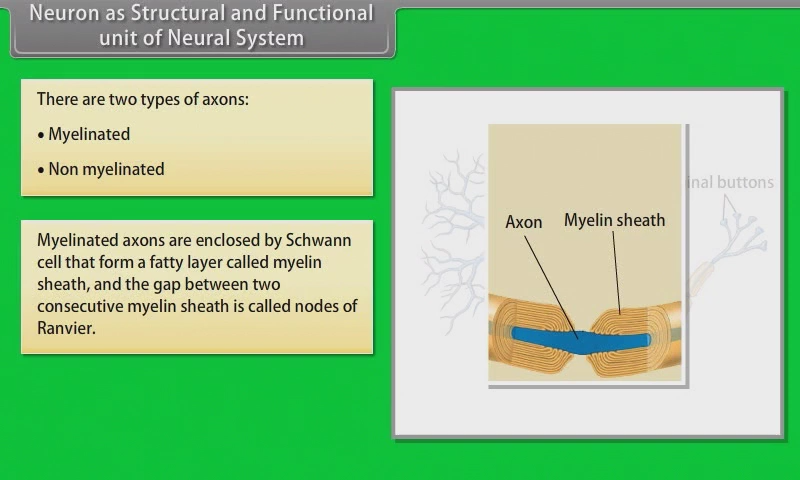 Neuron as Structural and Functional
unit of Neural System
There are two types of axons:
• Myelinated
• Non myelinated
Myelinated axons are enclosed by Schwann
cell that form a fatty layer called myelin
sheath, and the gap between two
consecutive myelin sheath is called nodes of
Ranvier.
Axon
Myelin sheath
inal buttons